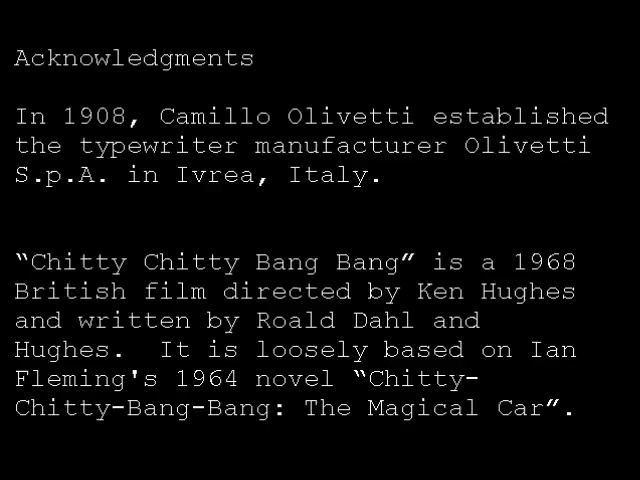 Acknowledgments
In 1908, Camillo Olivetti established
the typewriter manufacturer Olivetti
S.p.A. in Ivrea, Italy.
“Chitty Chitty Bang Bang” is a 1968
British film directed by Ken Hughes
and written by Roald Dahl and
Hughes.  It is loosely based on Ian
Fleming's 1964 novel “Chitty-
Chitty-Bang-Bang: The Magical Car”.